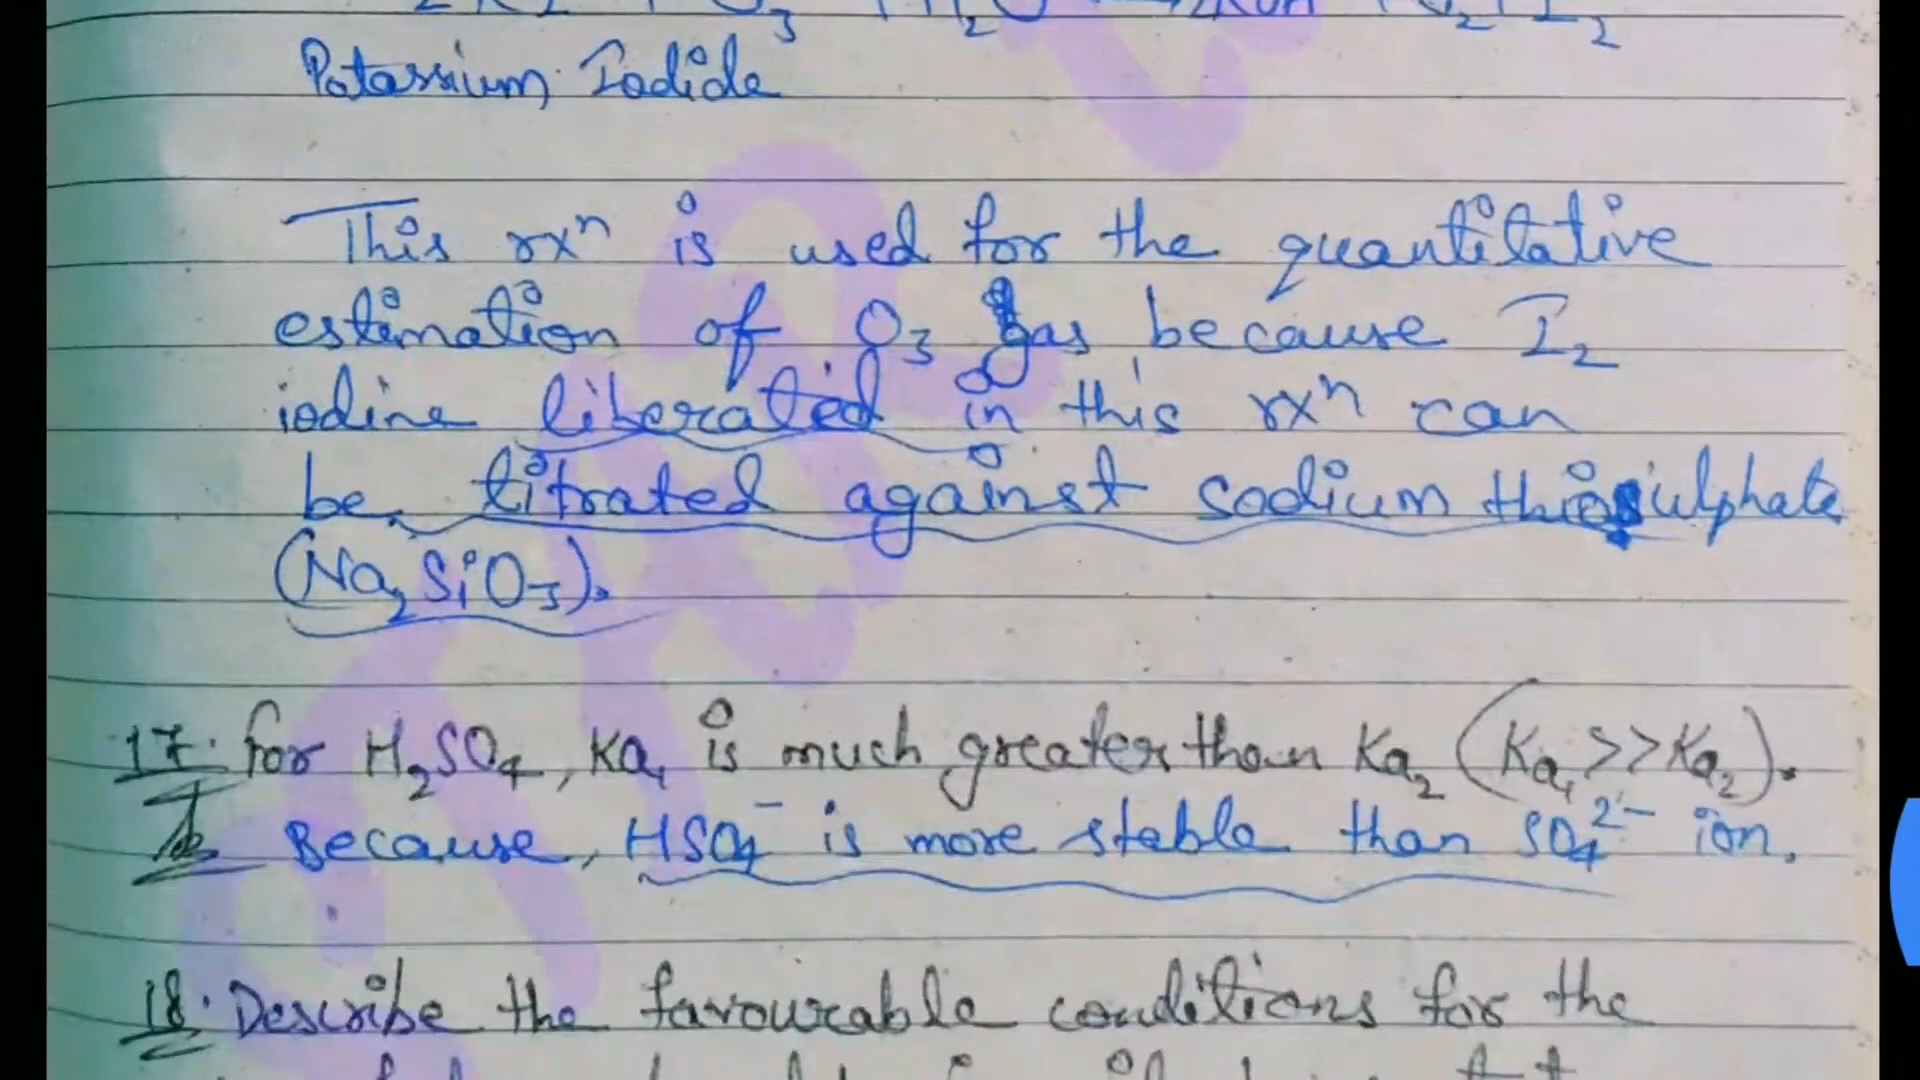 Potassium Iodide
This rxⁿ is used for the quantitative
estimation of O₃ gas because I₂
iodine liberated in this rxⁿ can
be titrated against sodium thiosulphate
(Na₂SiO₃).
17. for H₂SO₄, Ka₁ is much greater than Ka₂ (Ka₁>>Ka₂).
Because, HSO₄⁻ is more stable than SO₄²⁻ ion.
18. Describe the favourable conditions for the